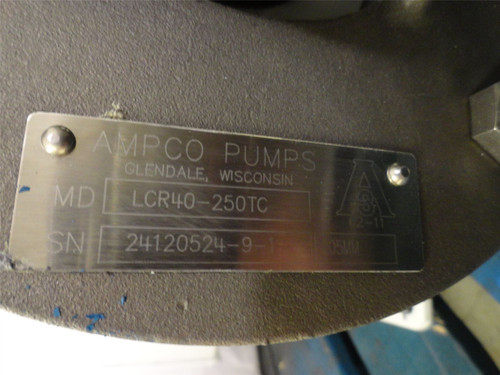 AMPCO PUMPS
GLENDALE, WISCONSIN
MD LCR40-250TC
SN 24120524-9-1